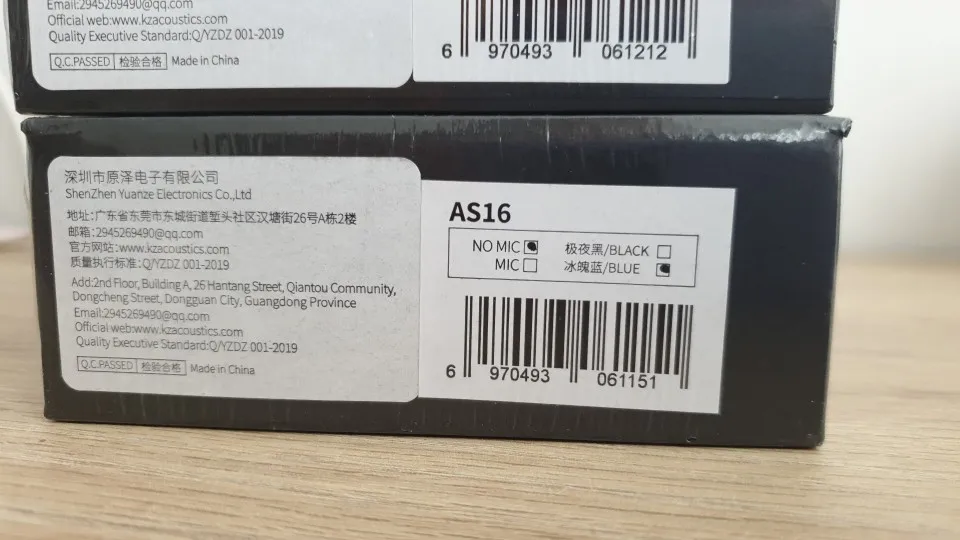 Email:2945269490@qq.com
Official web:www.kzacoustics.com
Quality Executive Standard:Q/YZDZ 001-2019
Q.C.PASSED 检验合格 Made in China
6 970493 061212
深圳市原泽电子有限公司
ShenZhen Yuanze Electronics Co.,Ltd
地址:广东省东莞市东城街道堑头社区汉塘街26号A栋2楼
邮箱:2945269490@qq.com
官方网站:www.kzacoustics.com
质量执行标准:Q/YZDZ 001-2019
Add:2nd Floor, Building A, 26 Hantang Street, Qiantou Community,
Dongcheng Street, Dongguan City, Guangdong Province
Email:2945269490@qq.com
Official web:www.kzacoustics.com
Quality Executive Standard:Q/YZDZ 001-2019
Q.C.PASSED 检验合格 Made in China
AS16
NO MIC 极夜黑/BLACK
MIC 冰魄蓝/BLUE
6 970493 061151